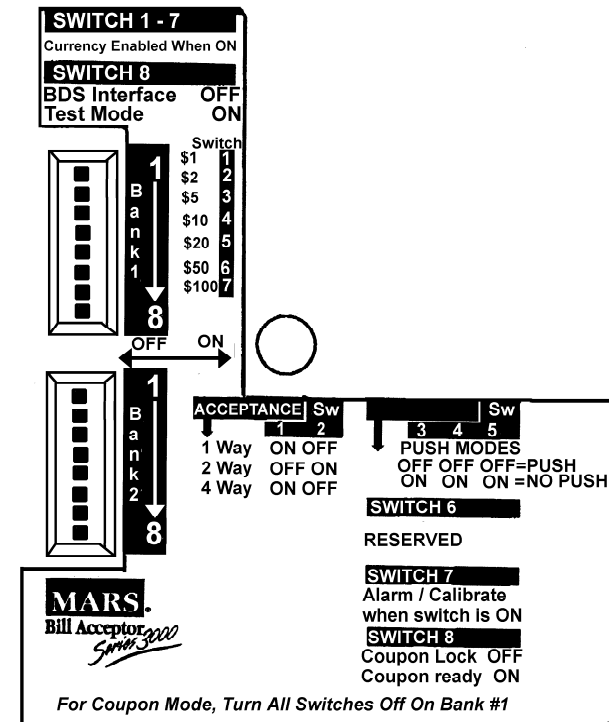 SWITCH 1 - 7
Currency Enabled When ON
SWITCH 8
BDS Interface OFF
Test Mode ON
Switch
$1 1
$2 2
$5 3
$10 4
$20 5
$50 6
$100 7
1
Bank1
8
OFF ON
1
Bank2
8
ACCEPTANCE Sw
1 2
1 Way ON OFF
2 Way OFF ON
4 Way ON OFF
Sw
3 4 5
PUSH MODES
OFF OFF OFF=PUSH
ON ON ON =NO PUSH
SWITCH 6
RESERVED
SWITCH 7
Alarm / Calibrate
when switch is ON
SWITCH 8
Coupon Lock OFF
Coupon ready ON
MARS.
Bill Acceptor
Series 3000
For Coupon Mode, Turn All Switches Off On Bank #1